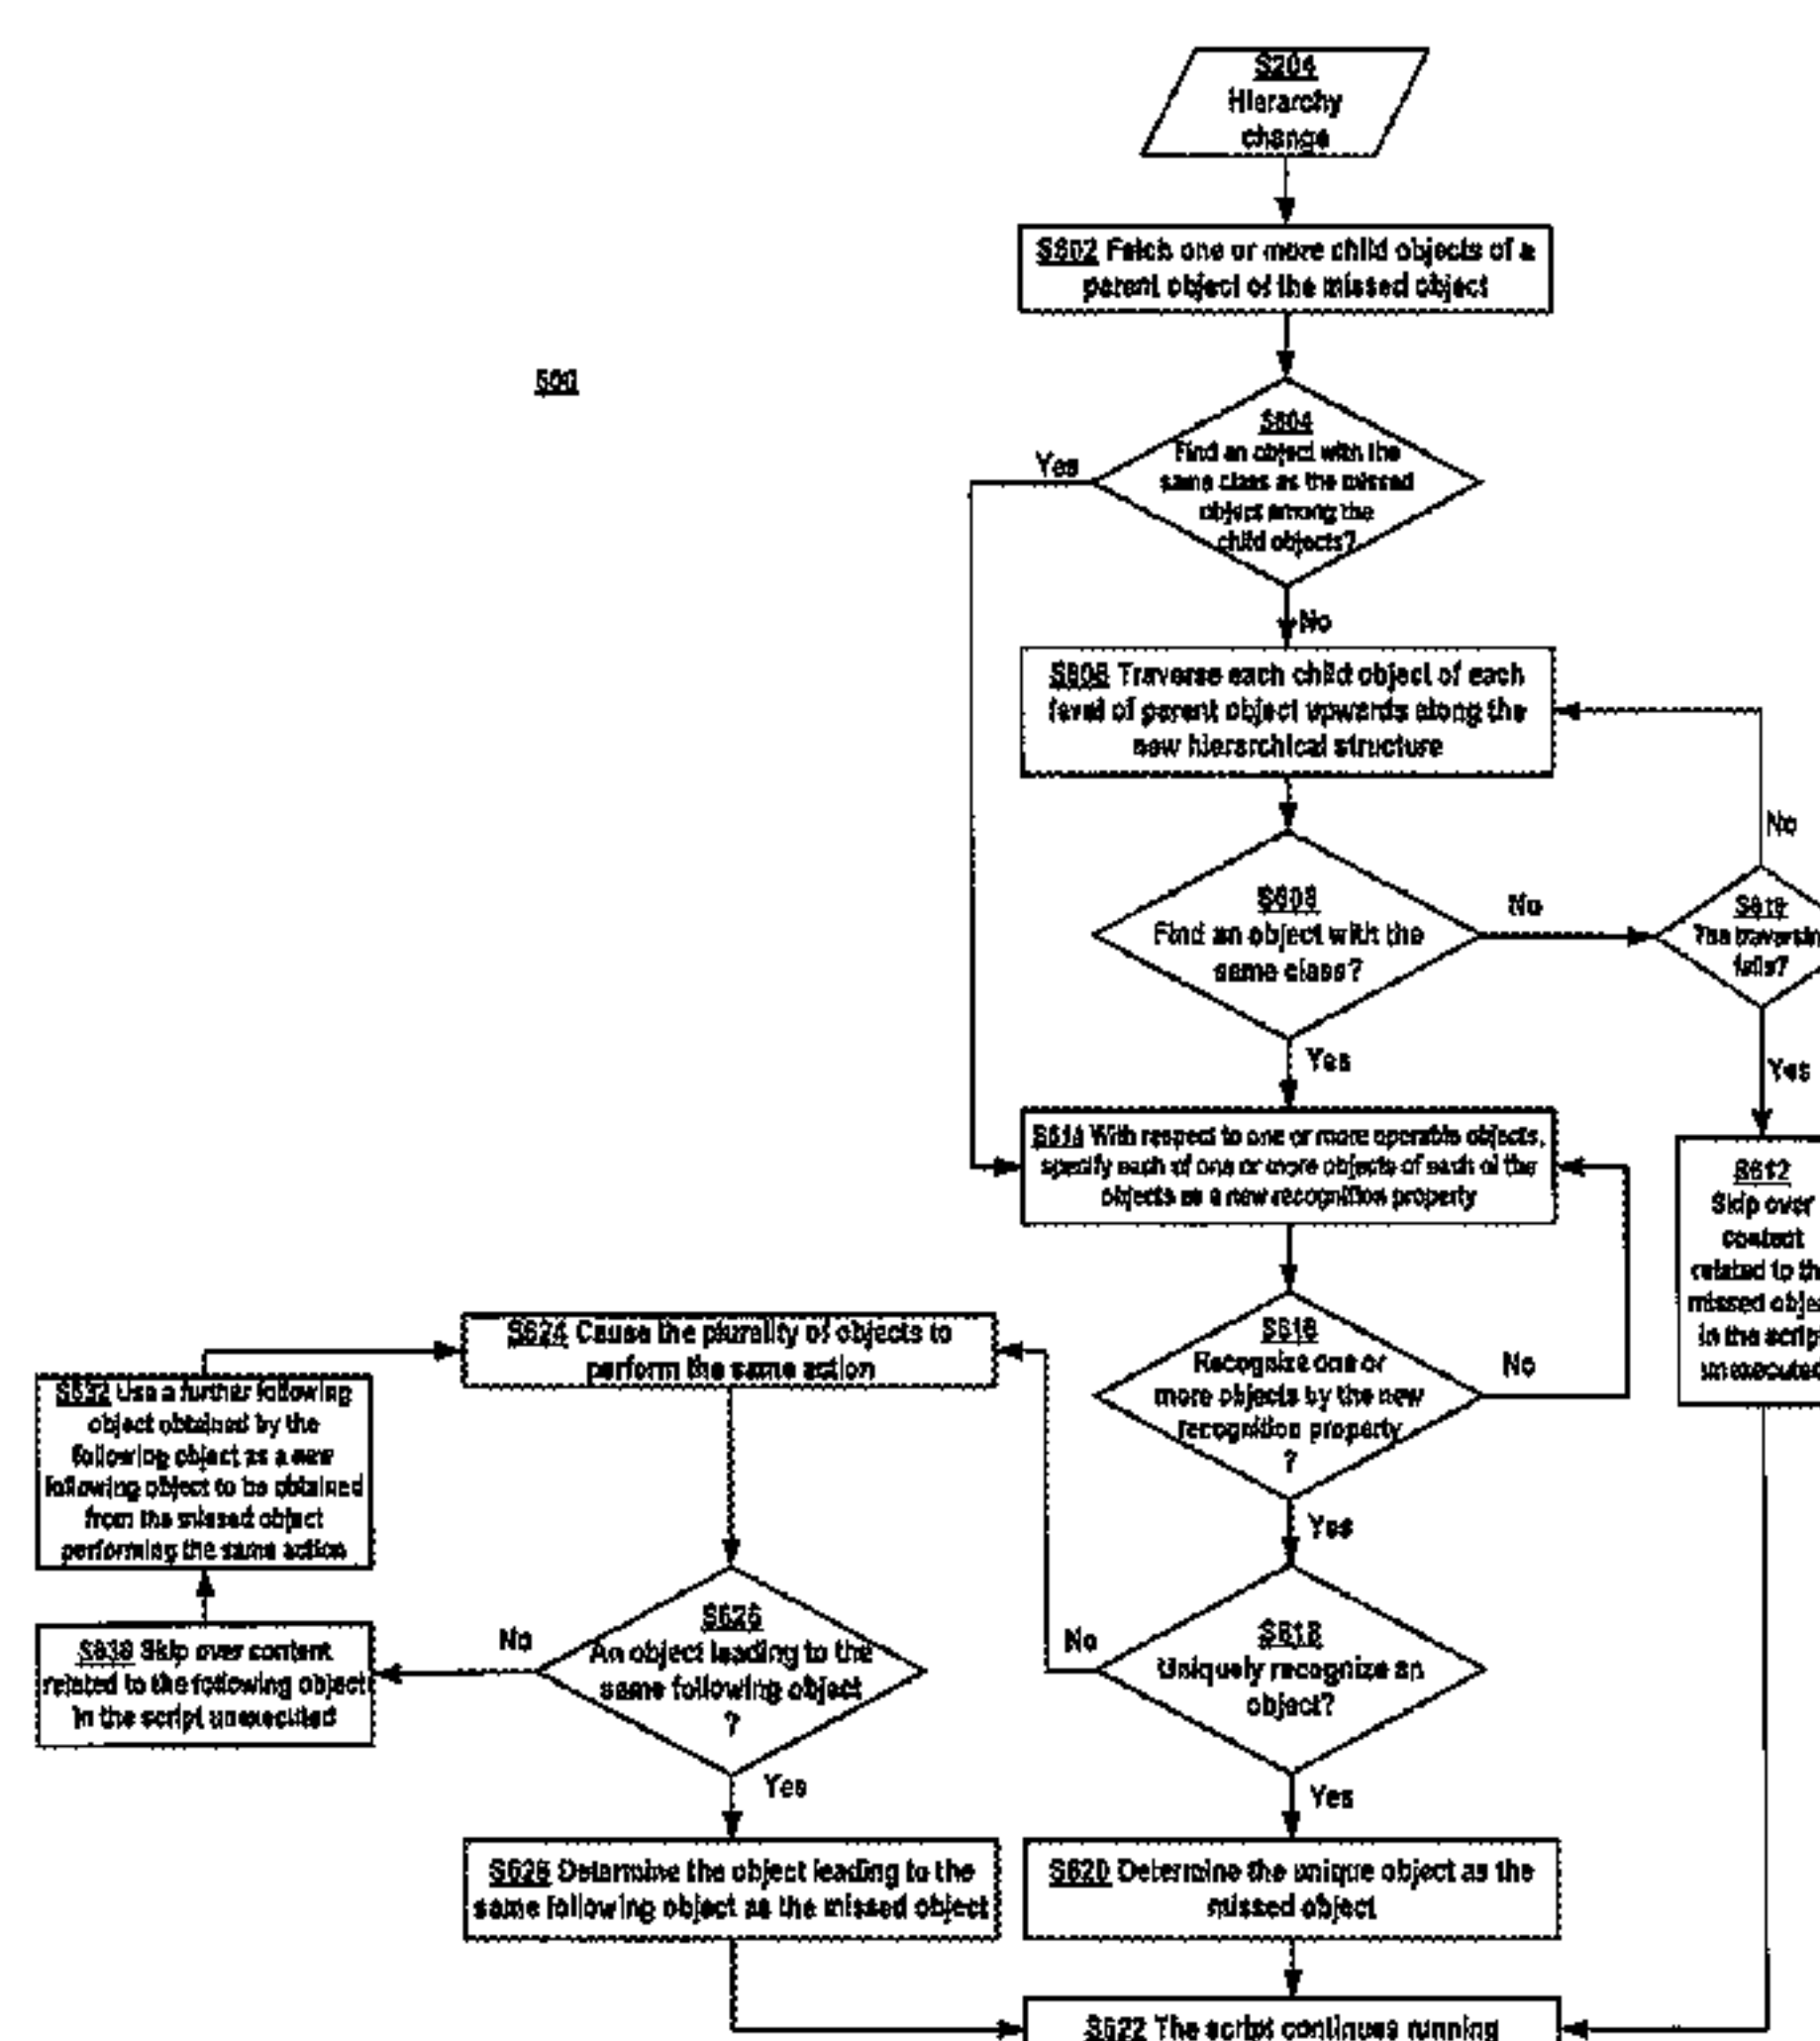 S204
Hierarchy
change
S602 Fetch one or more child objects of a
parent object of the missed object
600
S604
Find an object with the
same class as the missed
object among the
child objects?
Yes
No
S606 Traverse each child object of each
level of parent object upwards along the
new hierarchical structure
No
S608
Find an object with the
same class?
No
S610
The
fails?
Yes
Yes
S614 With respect to one or more operable objects,
specify each of one or more objects of each of the
objects as a new recognition property
S612
Skip over
content
related to
missed
in the
S616
Recognize one or
more objects by the new
recognition property
?
No
S624 Cause the plurality of objects to
perform the same action
S632 Use a further following
object obtained by the
following object as a new
following object to be obtained
from the missed object
performing the same action
Yes
S618
Uniquely recognize an
object?
No
S626
An object leading to the
same following object
?
No
S630 Skip over content
related to the following object
in the script unexecuted
Yes
Yes
S628 Determine the object leading to the
same following object as the missed object
S620 Determine the unique object as the
missed object
S622 The script continues running